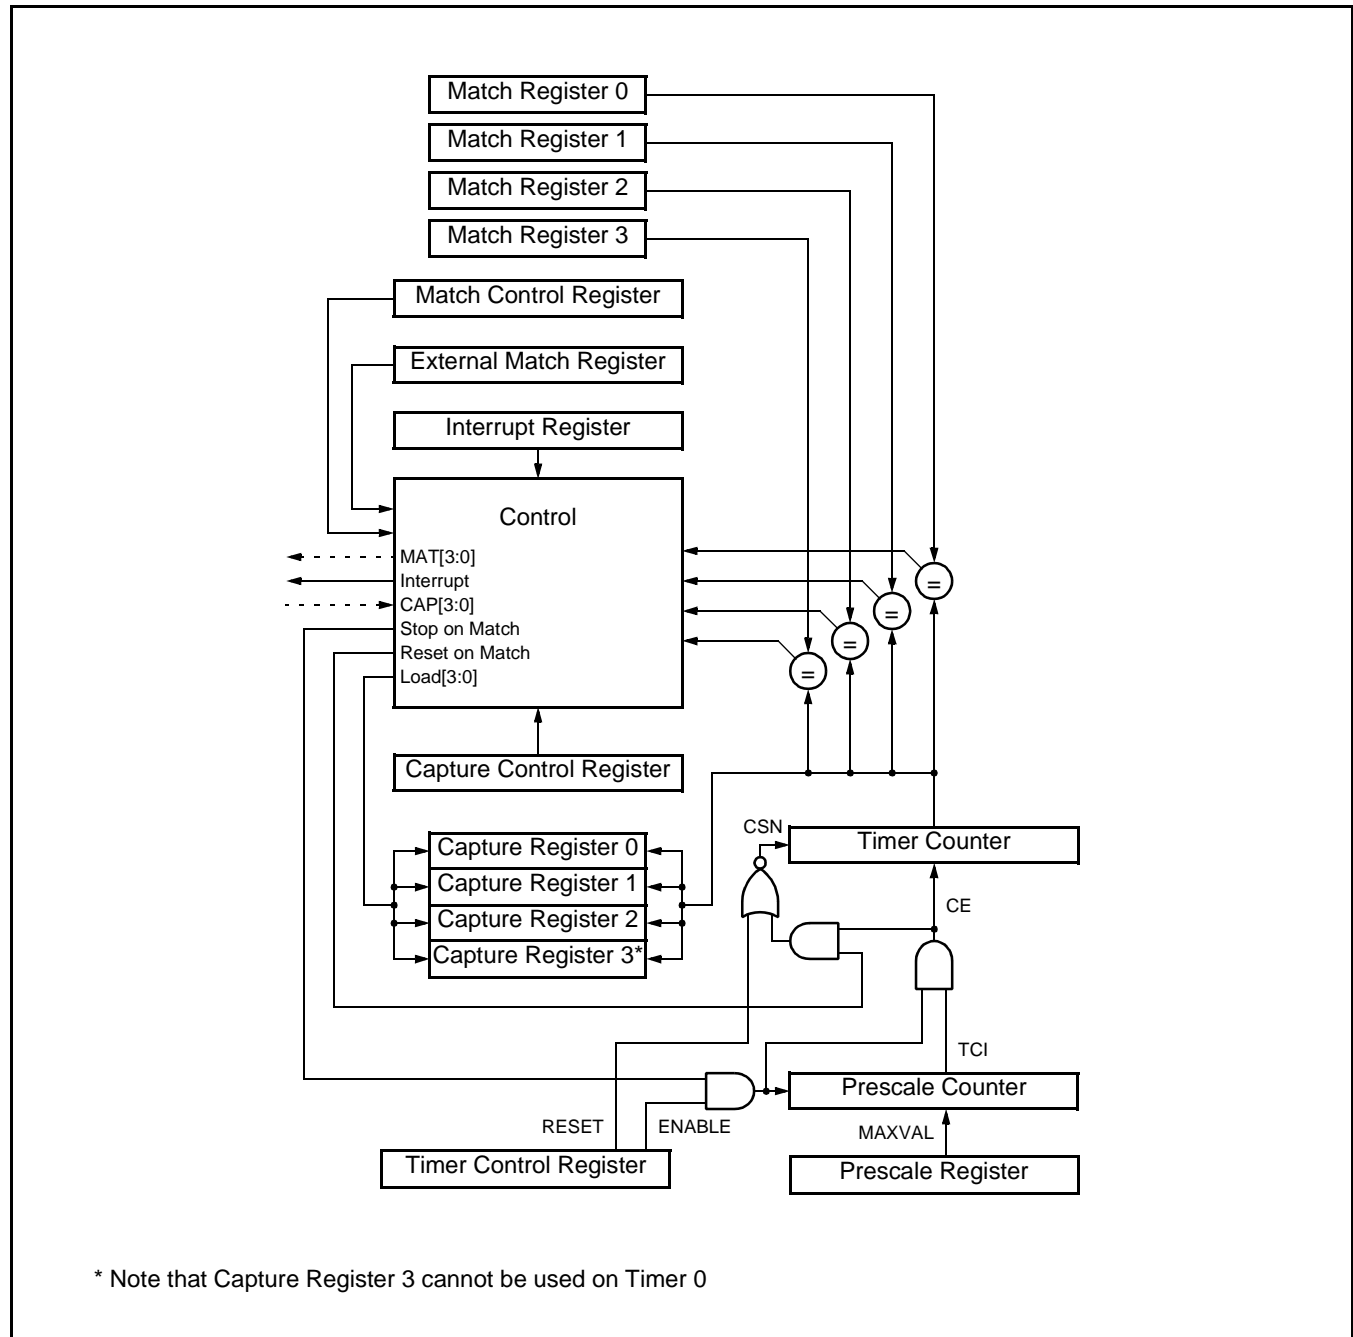 Match Register 0
Match Register 1
Match Register 2
Match Register 3
Match Control Register
External Match Register
Interrupt Register
Control
MAT[3:0]
Interrupt
CAP[3:0]
Stop on Match
Reset on Match
Load[3:0]
=
=
=
=
Capture Control Register
Capture Register 0
Capture Register 1
Capture Register 2
Capture Register 3*
CSN
Timer Counter
CE
TCI
Prescale Counter
RESET
ENABLE
MAXVAL
Timer Control Register
Prescale Register
* Note that Capture Register 3 cannot be used on Timer 0